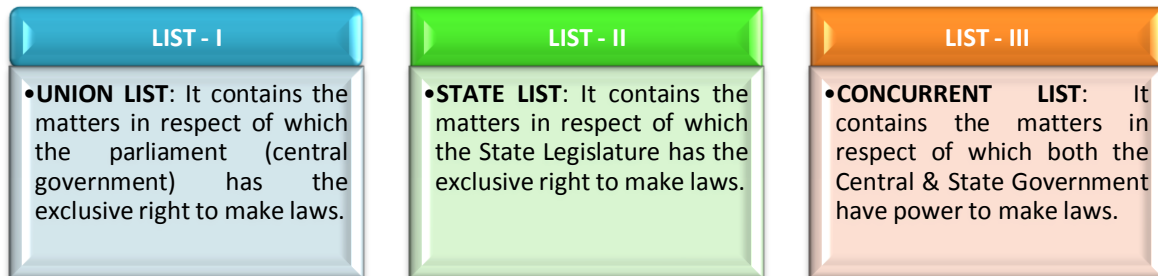 LIST - I
•UNION LIST: It contains the
matters in respect of which
the parliament (central
government) has the
exclusive right to make laws.
LIST - II
•STATE LIST: It contains the
matters in respect of which
the State Legislature has the
exclusive right to make laws.
LIST - III
•CONCURRENT LIST: It
contains the matters in
respect of which both the
Central & State Government
have power to make laws.